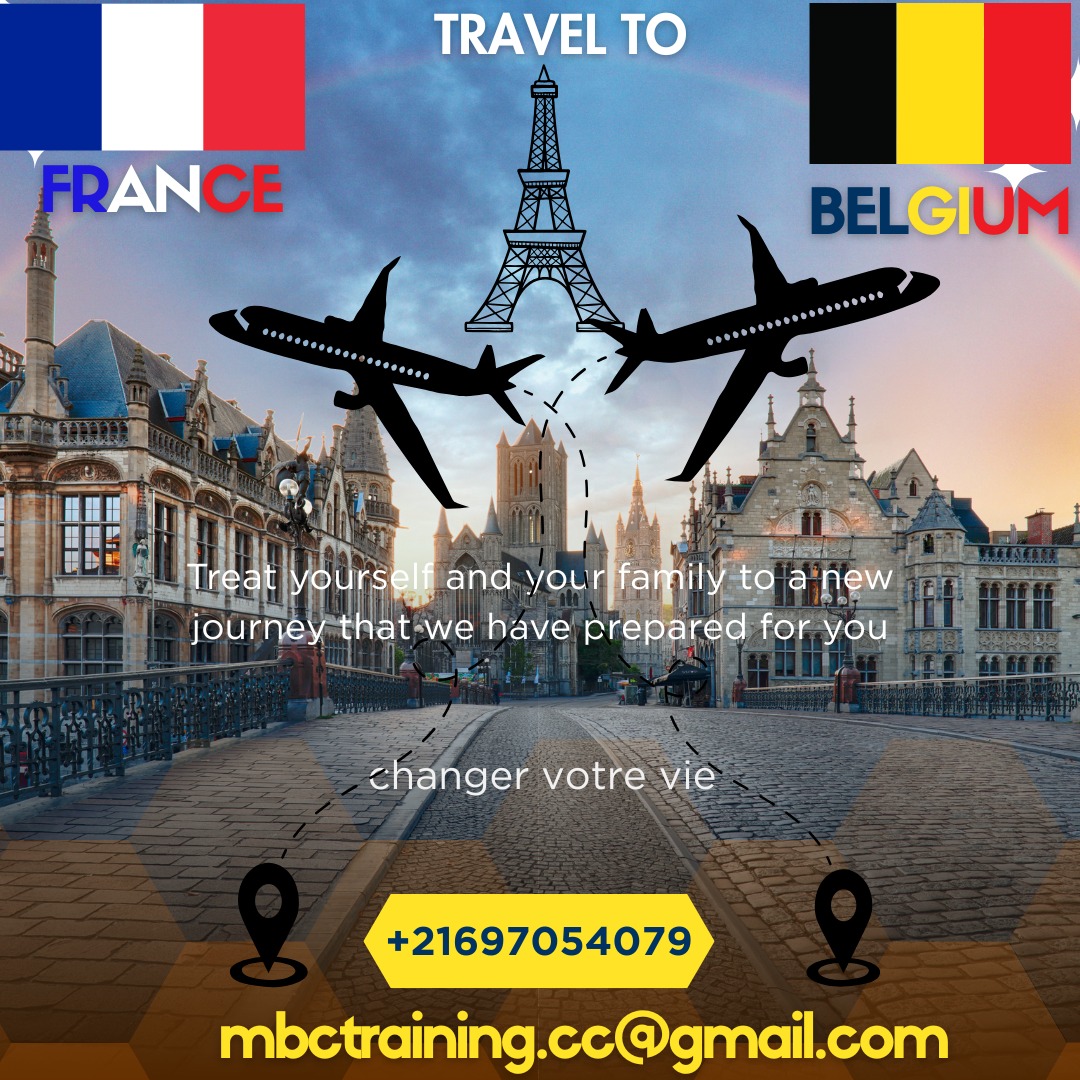 TRAVEL TO
FRANCE
BELGIUM
Treat yourself and your family to a new
journey that we have prepared for you
changer votre vie
+21697054079
mbctraining.cc@gmail.com